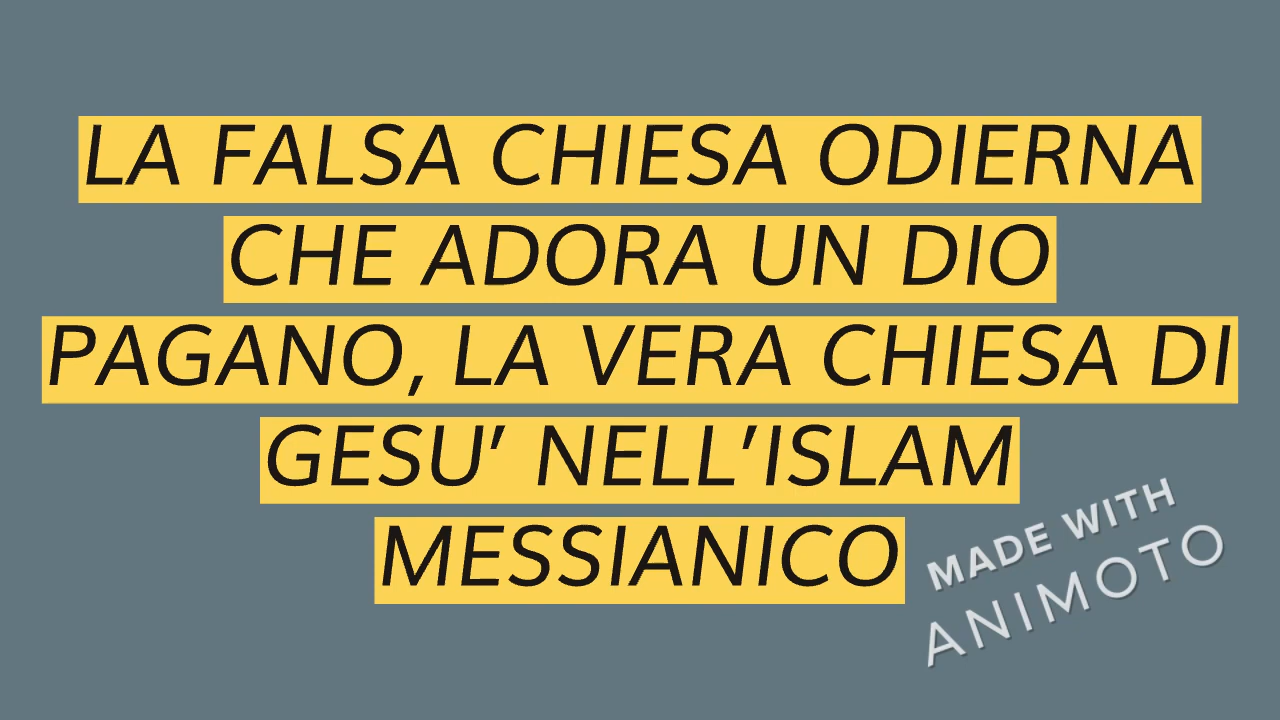 LA FALSA CHIESA ODIERNA
CHE ADORA UN DIO
PAGANO, LA VERA CHIESA DI
GESU’ NELL’ISLAM
MESSIANICO
MADE WITH
ANIMOTO